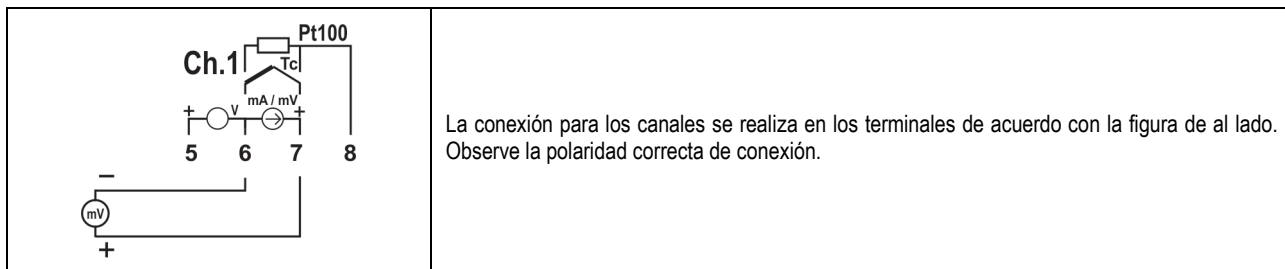 Pt100
Ch.1
Tc
mA / mV
+ V +
5 6 7 8
−
mV
+
La conexión para los canales se realiza en los terminales de acuerdo con la figura de al lado.
Observe la polaridad correcta de conexión.